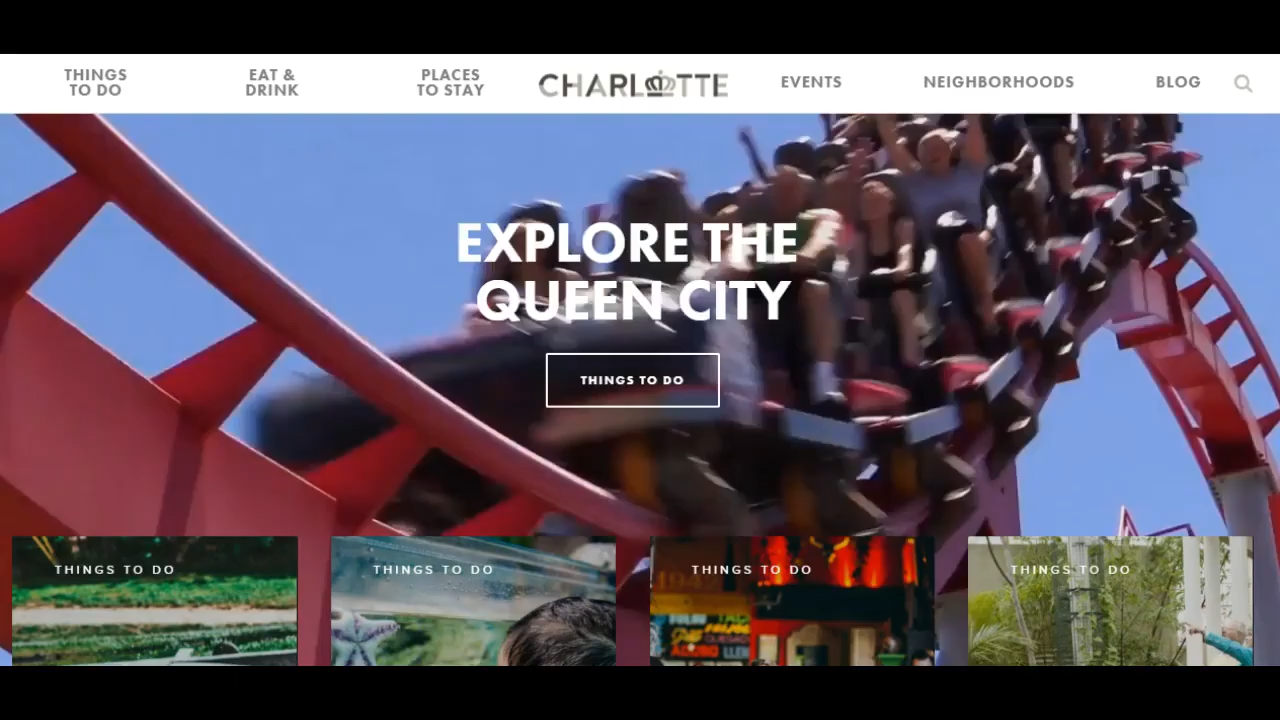 THINGS
TO DO
EAT &
DRINK
PLACES
TO STAY
CHARLOTTE
EVENTS
NEIGHBORHOODS
BLOG
EXPLORE THE
QUEEN CITY
THINGS TO DO
THINGS TO DO
THINGS TO DO
THINGS TO DO
THINGS TO DO